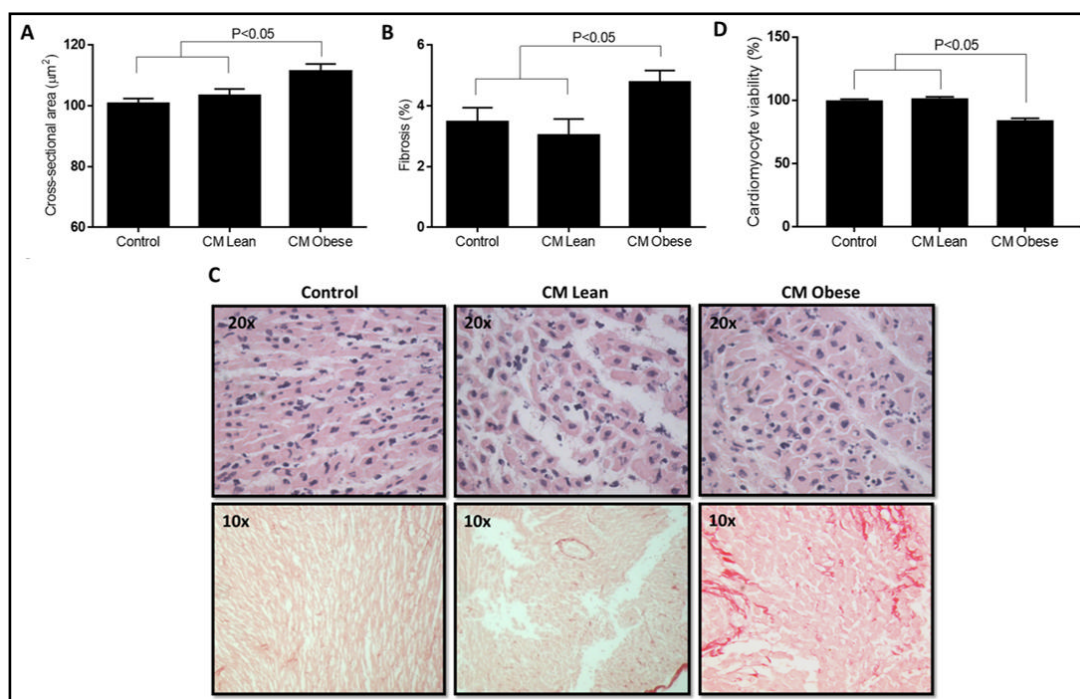 A
Cross-sectional area (µm²)
120
100
80
60
P<0.05
Control
CM Lean
CM Obese
B
Fibrosis (%)
6
4
2
0
P<0.05
Control
CM Lean
CM Obese
D
Cardiomyocyte viability (%)
150
100
50
0
P<0.05
Control
CM Lean
CM Obese
C
Control
CM Lean
CM Obese
20x
20x
20x
10x
10x
10x